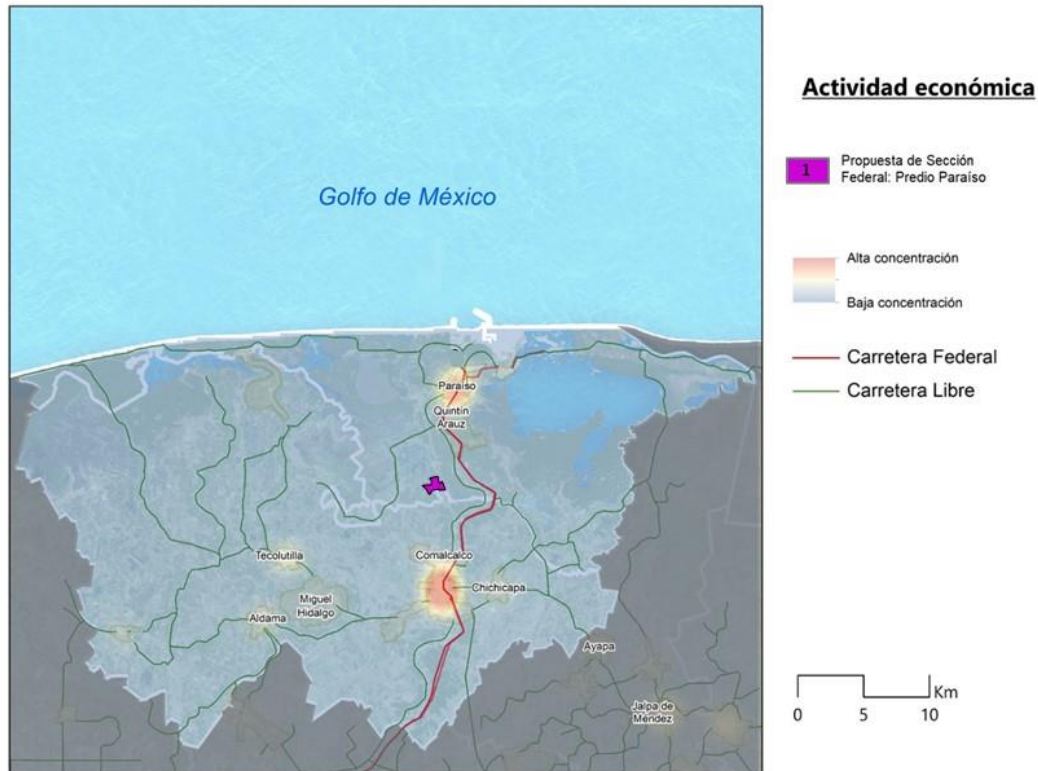 Actividad económica
1
Propuesta de Sección
Federal: Predio Paraíso
Alta concentración
Baja concentración
Carretera Federal
Carretera Libre
Km
0 5 10
Golfo de México
Paraíso
Quintín
Arauz
Tecolutilla
Comalcalco
Chichicapa
Miguel
Hidalgo
Aldama
Ayapa
Jalpa de
Méndez